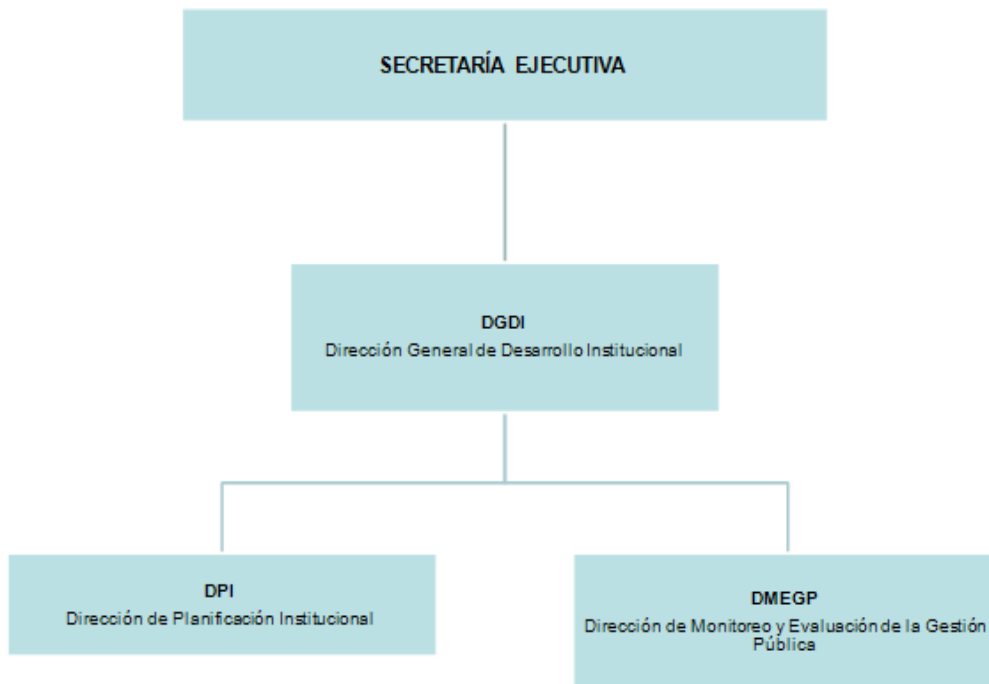 SECRETARÍA EJECUTIVA
DGDI
Dirección General de Desarrollo Institucional
DPI
Dirección de Planificación Institucional
DMEGP
Dirección de Monitoreo y Evaluación de la Gestión
Pública